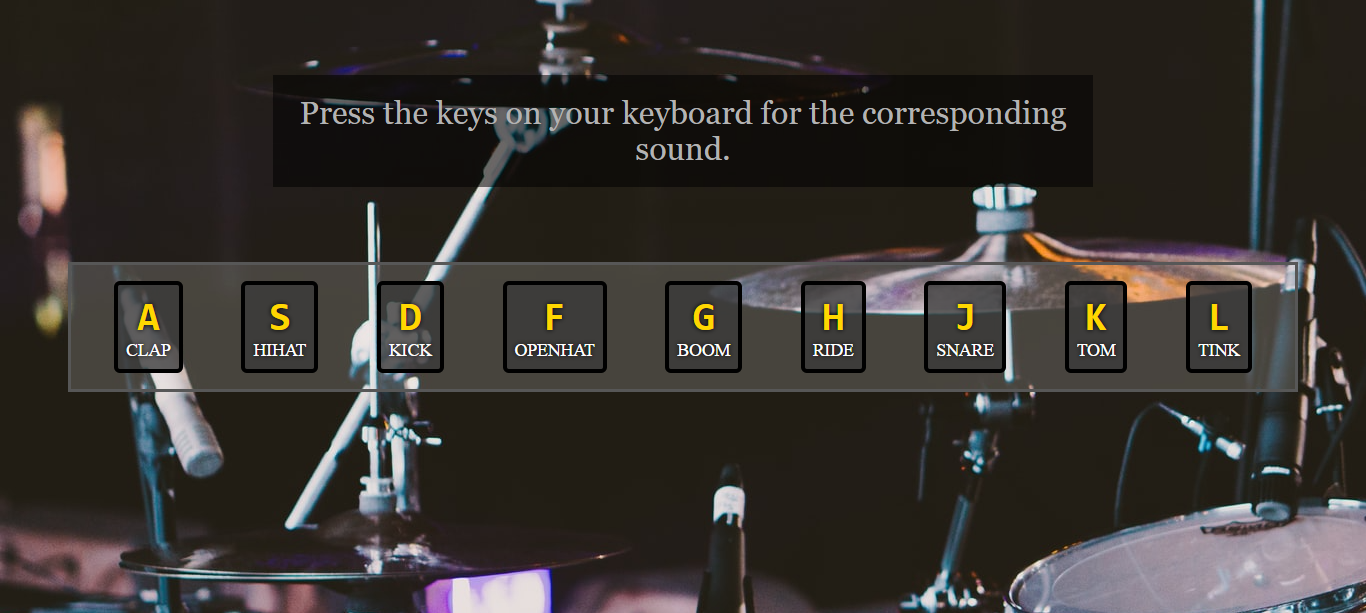 Press the keys on your keyboard for the corresponding
sound.
A S D F G H J K L
CLAP HIHAT KICK OPENHAT BOOM RIDE SNARE TOM TINK